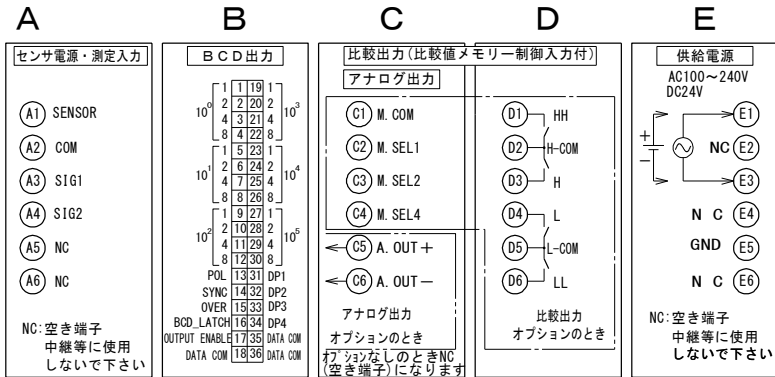 A B C D E
センサ電源・測定入力
A1 SENSOR
A2 COM
A3 SIG1
A4 SIG2
A5 NC
A6 NC
NC:空き端子
中継等に使用
しないで下さい
BCD出力
10⁰ 1 1 19 1 10³
2 2 20 2
4 3 21 4
8 4 22 8
10¹ 1 5 23 1 10⁴
2 6 24 2
4 7 25 4
8 8 26 8
10² 1 9 27 1 10⁵
2 10 28 2
4 11 29 4
8 12 30 8
POL 13 31 DP1
SYNC 14 32 DP2
OVER 15 33 DP3
BCD_LATCH 16 34 DP4
OUTPUT ENABLE 17 35 DATA COM
DATA COM 18 36 DATA COM
比較出力(比較値メモリー制御入力付)
アナログ出力
C1 M.COM
C2 M.SEL1
C3 M.SEL2
C4 M.SEL4
C5 A.OUT+
C6 A.OUT−
アナログ出力
オプションのとき
オプションなしのときNC
(空き端子)になります
D1 HH
D2 H-COM
D3 H
D4 L
D5 L-COM
D6 LL
比較出力
オプションのとき
供給電源
AC100〜240V
DC24V
+
−
E1
NC E2
E3
N C E4
GND E5
N C E6
NC:空き端子
中継等に使用
しないで下さい